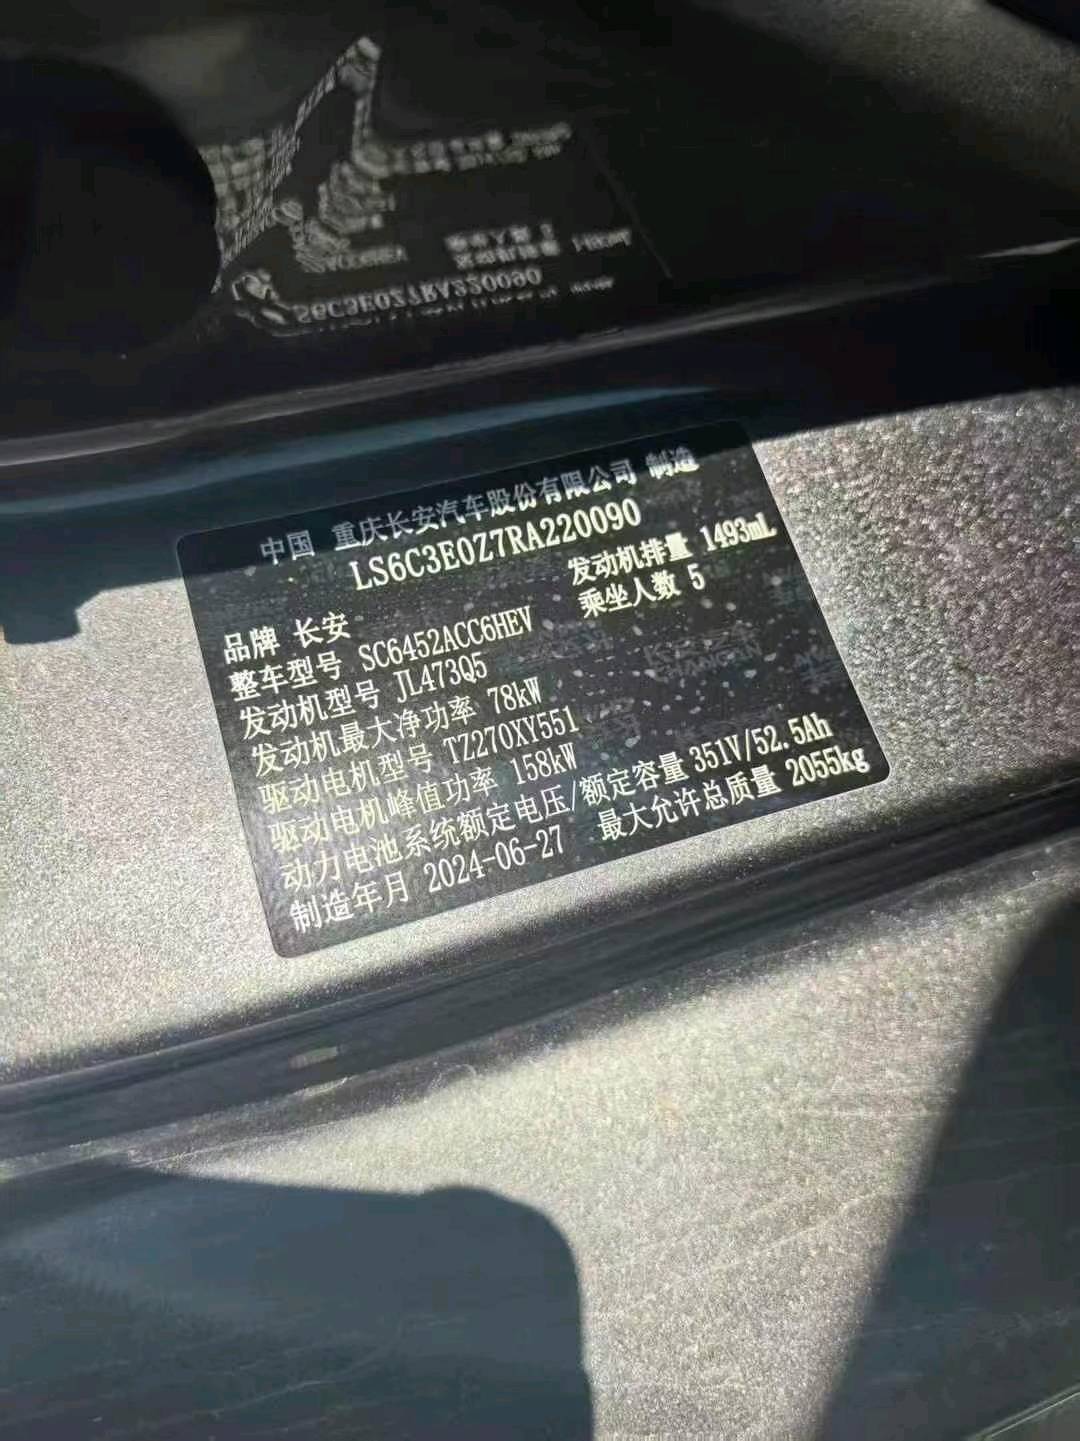 中国 重庆长安汽车股份有限公司 制造
LS6C3E0Z7RA220090
品牌 长安
发动机排量 1493mL
整车型号 SC6452ACC6HEV
乘坐人数 5
发动机型号 JL473Q5
发动机最大净功率 78kW
驱动电机型号 TZ270XY551
驱动电机峰值功率 158kW
动力电池系统额定电压/额定容量 351V/52.5Ah
制造年月 2024-06-27
最大允许总质量 2055kg